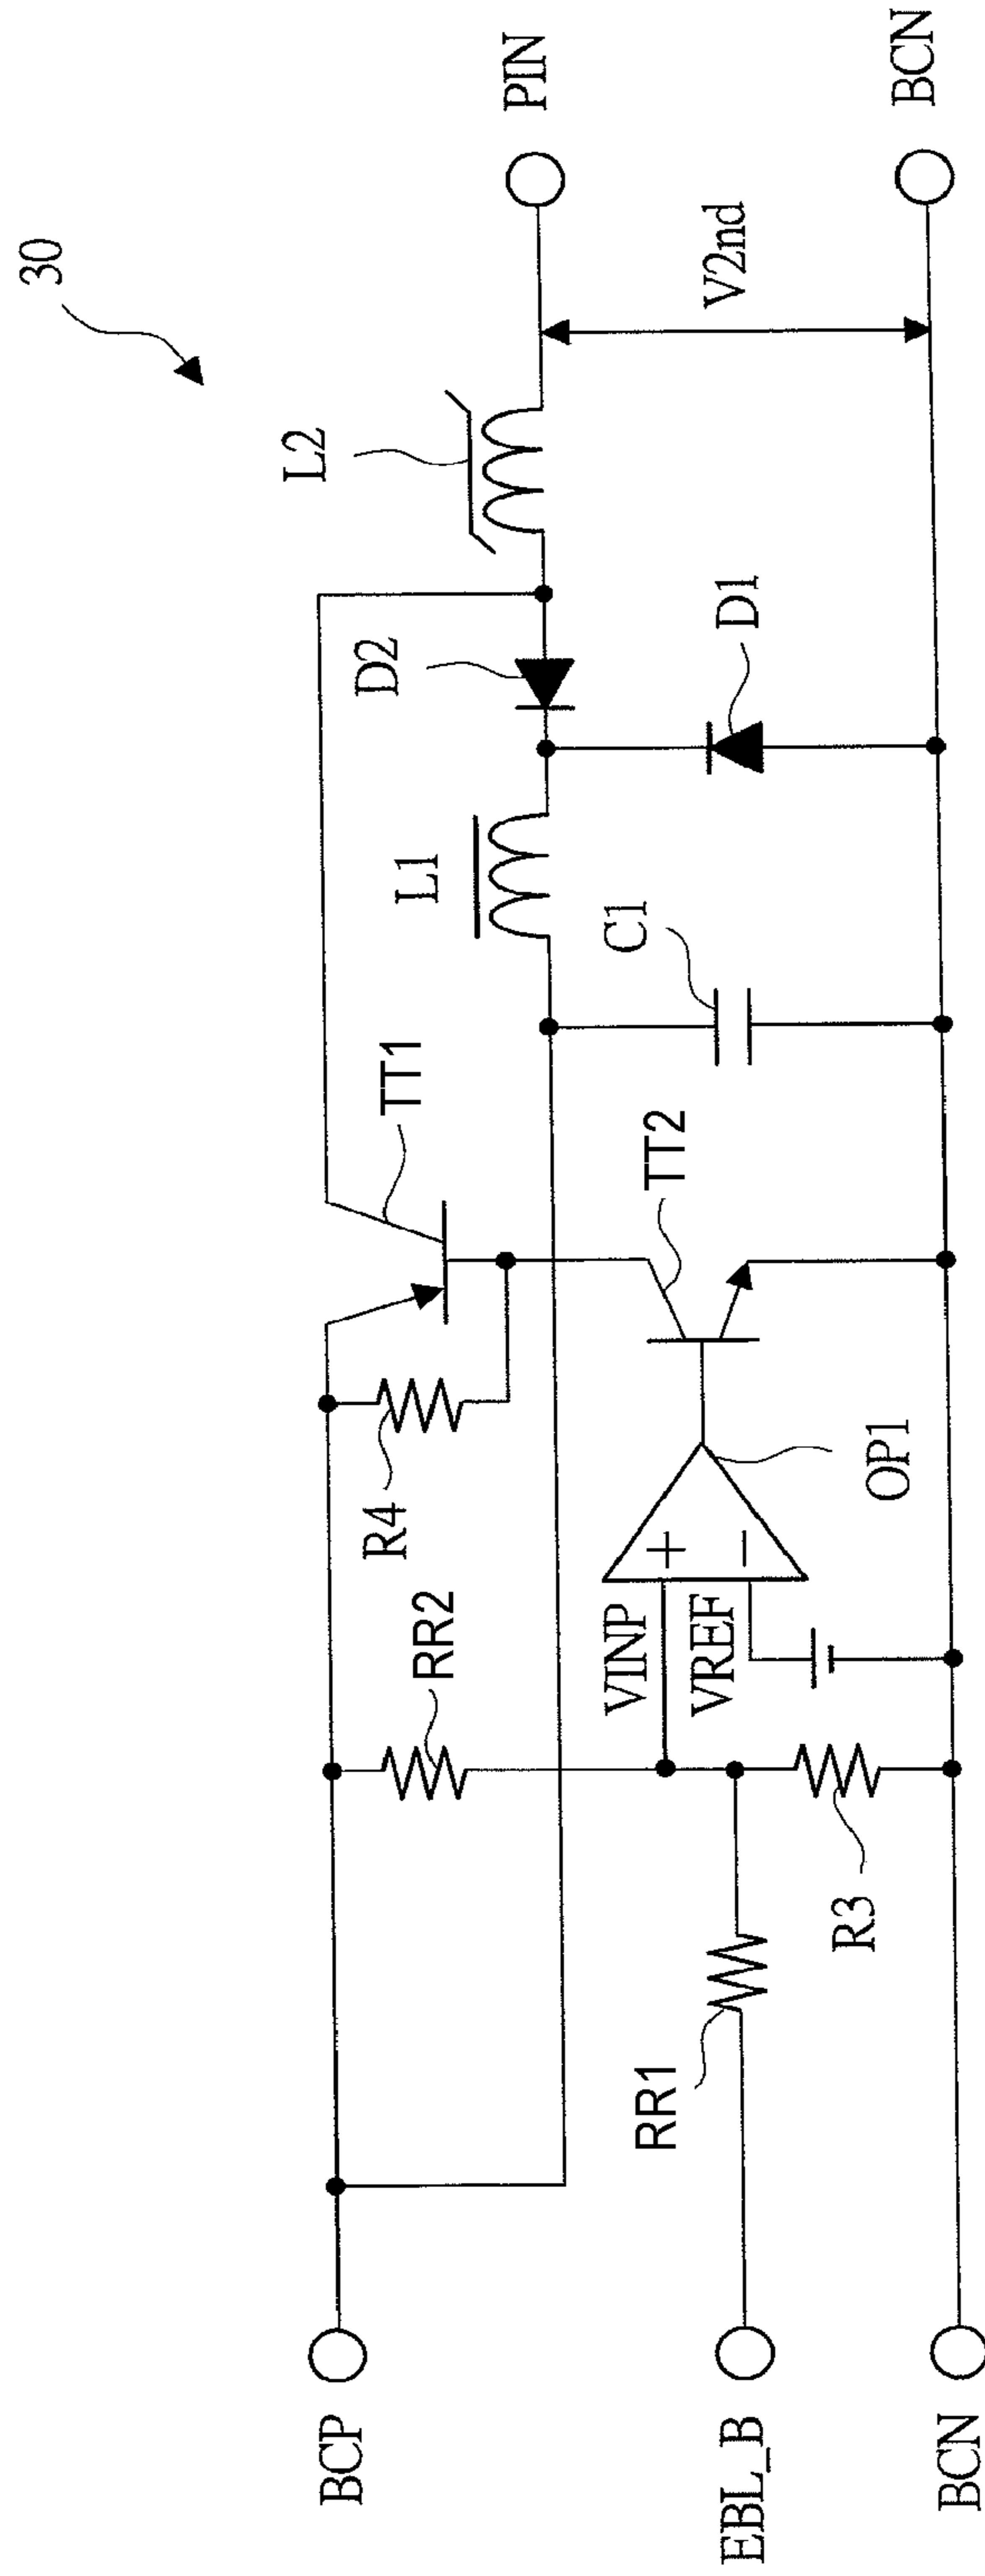 30
PIN
BCN
V2nd
L2
D2
D1
L1
C1
TT1
TT2
R4
OP1
RR2
VINP
+
VREF
−
R3
RR1
BCP
EBL_B
BCN